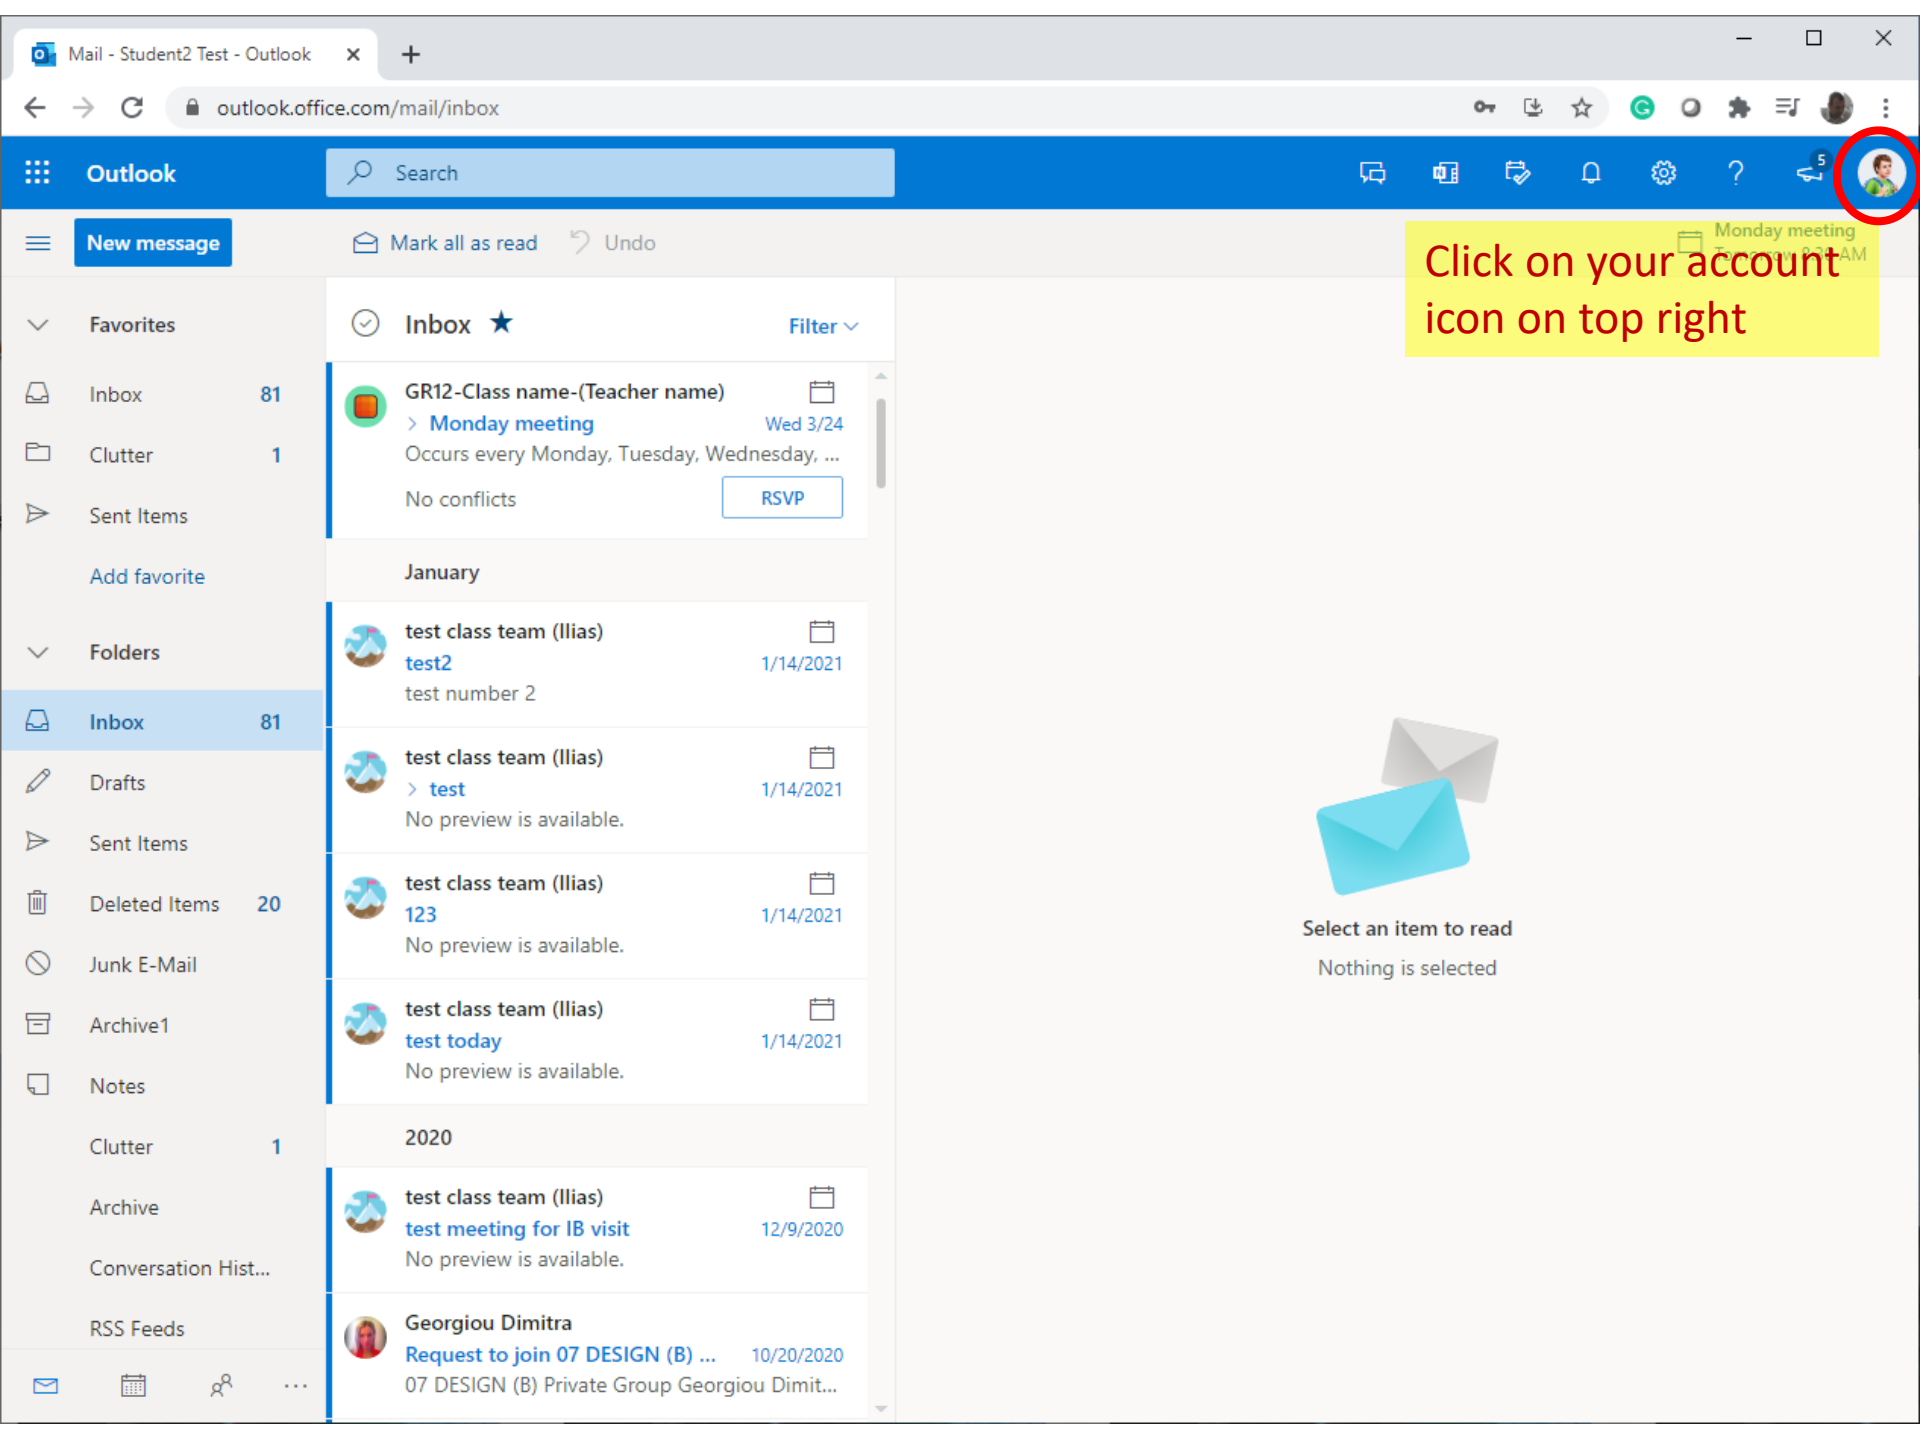 Mail - Student2 Test - Outlook
outlook.office.com/mail/inbox
Outlook
Search
5
New message
Mark all as read
Undo
Monday meeting
Tomorrow 8:30 AM
Click on your account
icon on top right
Favorites
Inbox 81
Clutter 1
Sent Items
Add favorite
Folders
Inbox 81
Drafts
Sent Items
Deleted Items 20
Junk E-Mail
Archive1
Notes
Clutter 1
Archive
Conversation Hist...
RSS Feeds
Inbox
Filter
GR12-Class name-(Teacher name)
> Monday meeting Wed 3/24
Occurs every Monday, Tuesday, Wednesday, ...
No conflicts RSVP
January
test class team (Ilias)
test2 1/14/2021
test number 2
test class team (Ilias)
> test 1/14/2021
No preview is available.
test class team (Ilias)
123 1/14/2021
No preview is available.
test class team (Ilias)
test today 1/14/2021
No preview is available.
2020
test class team (Ilias)
test meeting for IB visit 12/9/2020
No preview is available.
Georgiou Dimitra
Request to join 07 DESIGN (B) ... 10/20/2020
07 DESIGN (B) Private Group Georgiou Dimit...
Select an item to read
Nothing is selected